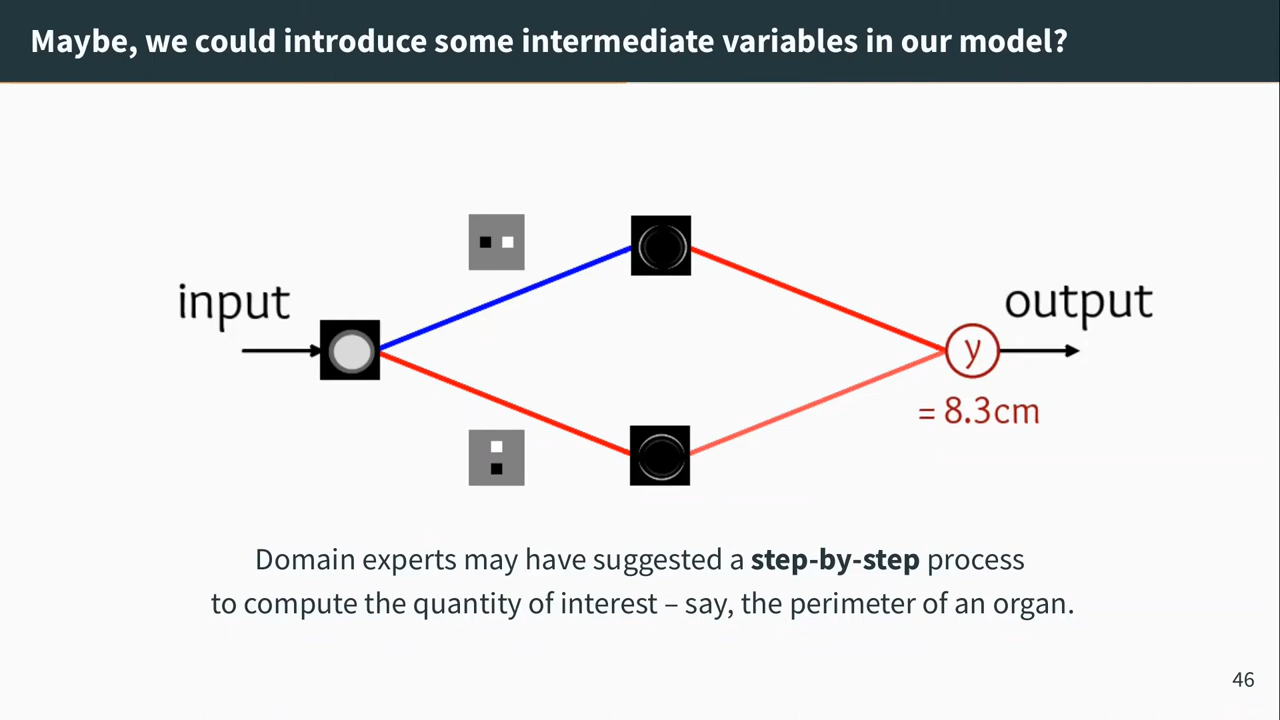 Maybe, we could introduce some intermediate variables in our model?
input
output
y
= 8.3cm
Domain experts may have suggested a step-by-step process
to compute the quantity of interest – say, the perimeter of an organ.
46